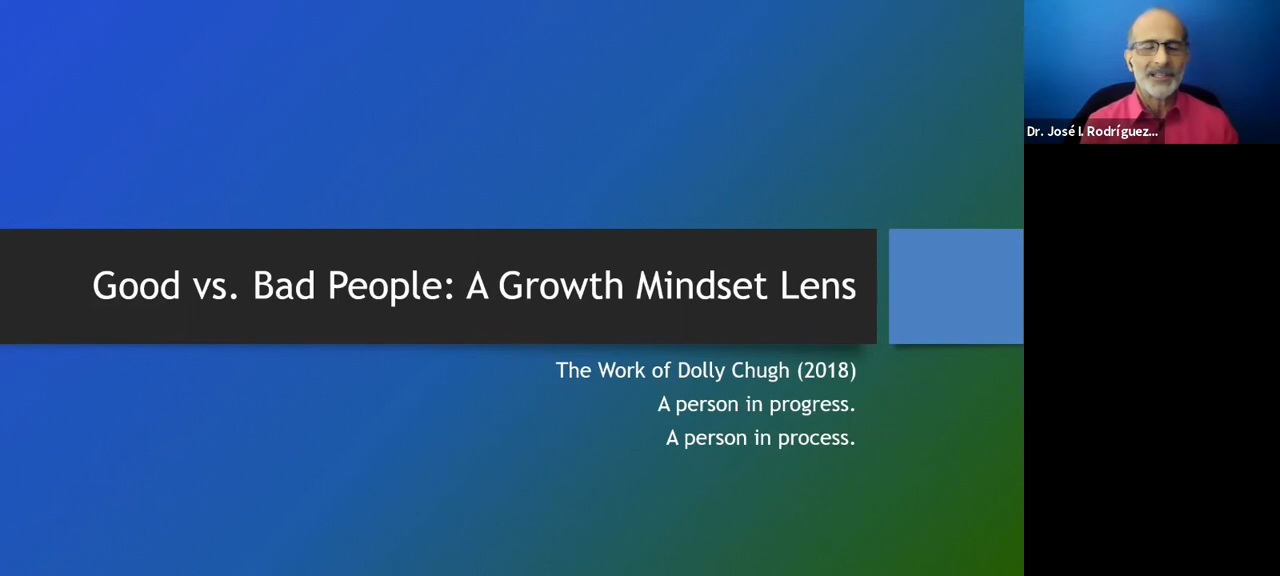 Good vs. Bad People: A Growth Mindset Lens
The Work of Dolly Chugh (2018)
A person in progress.
A person in process.
Dr. José I. Rodríguez...